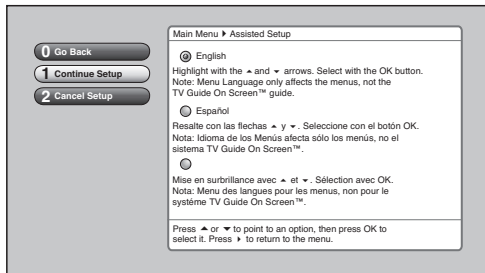 0 Go Back
1 Continue Setup
2 Cancel Setup
Main Menu ▶ Assisted Setup
English
Highlight with the ▲ and ▼ arrows. Select with the OK button.
Note: Menu Language only affects the menus, not the
TV Guide On Screen™ guide.
Español
Resalte con las flechas ▲ y ▼. Seleccione con el botón OK.
Nota: Idioma de los Menús afecta sólo los menús, no el
sistema TV Guide On Screen™.
Mise en surbrillance avec ▲ et ▼. Sélection avec OK.
Nota: Menu des langues pour les menus, non pour le
systéme TV Guide On Screen™.
Press ▲ or ▼ to point to an option, then press OK to
select it. Press ▶ to return to the menu.